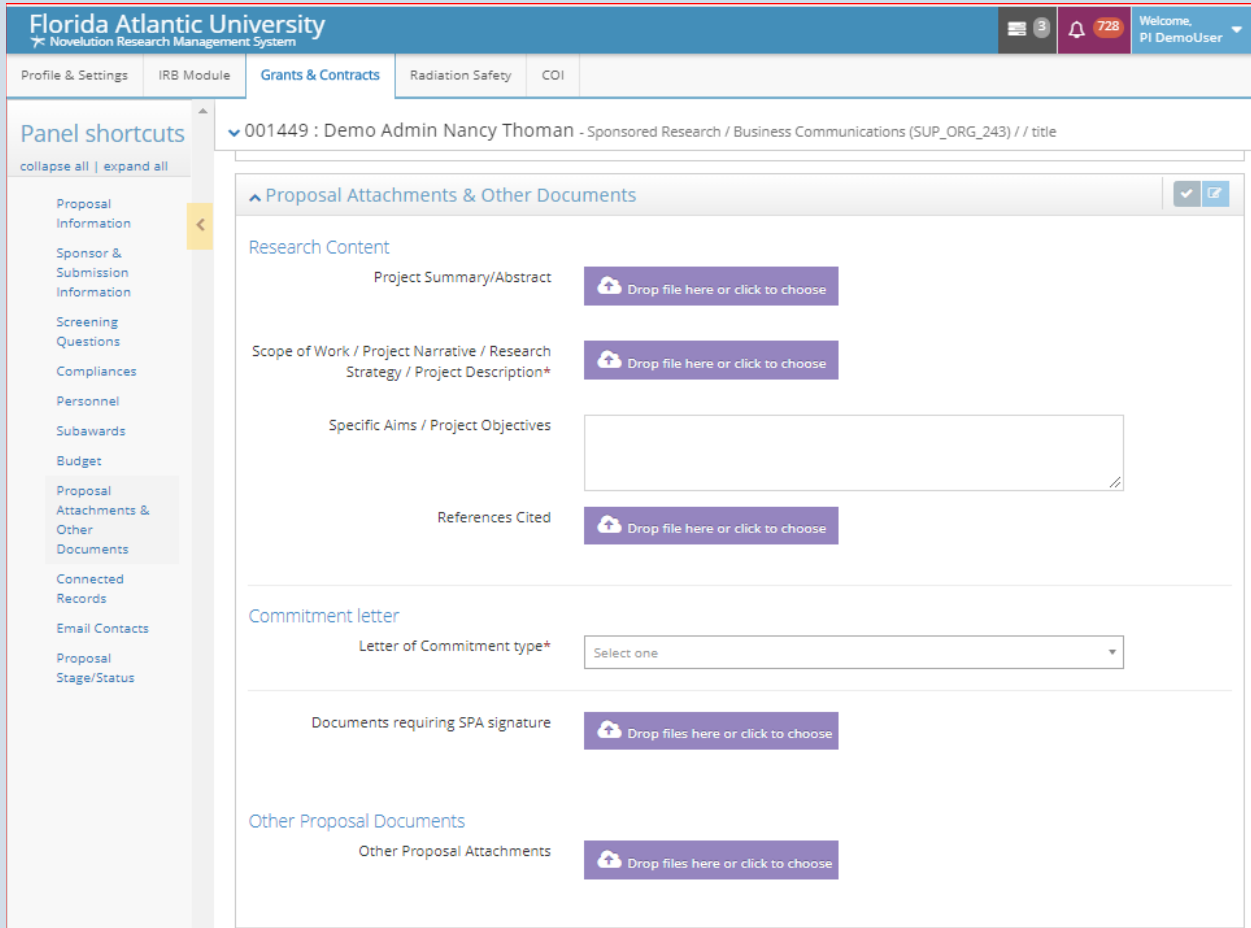 Florida Atlantic University
Novelution Research Management System
3
728
Welcome,
PI DemoUser
Profile & Settings
IRB Module
Grants & Contracts
Radiation Safety
COI
Panel shortcuts
collapse all | expand all
Proposal
Information
Sponsor &
Submission
Information
Screening
Questions
Compliances
Personnel
Subawards
Budget
Proposal
Attachments &
Other
Documents
Connected
Records
Email Contacts
Proposal
Stage/Status
001449 : Demo Admin Nancy Thoman - Sponsored Research / Business Communications (SUP_ORG_243) / / title
Proposal Attachments & Other Documents
Research Content
Project Summary/Abstract
Drop file here or click to choose
Scope of Work / Project Narrative / Research
Strategy / Project Description*
Drop file here or click to choose
Specific Aims / Project Objectives
References Cited
Drop file here or click to choose
Commitment letter
Letter of Commitment type*
Select one
Documents requiring SPA signature
Drop files here or click to choose
Other Proposal Documents
Other Proposal Attachments
Drop files here or click to choose